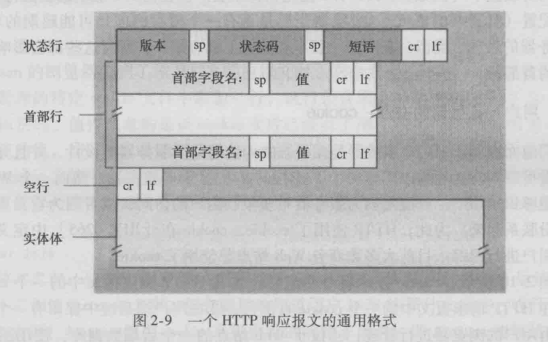 状态行 版本 sp 状态码 sp 短语 cr lf
首部字段名: sp 值 cr lf
首部行
首部字段名: sp 值 cr lf
空行 cr lf
实体体
图 2-9 一个 HTTP 响应报文的通用格式